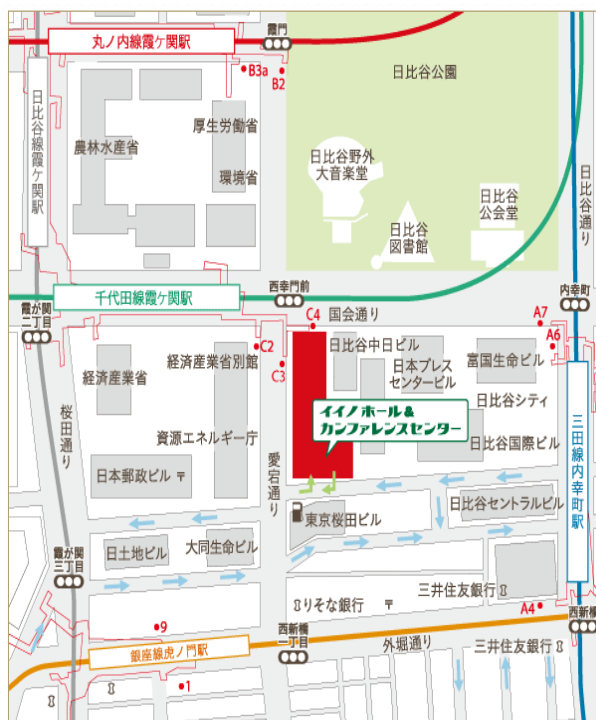 丸ノ内線霞ケ関駅
霞門
B3a
B2
日比谷公園
日比谷線霞ケ関駅
農林水産省
厚生労働省
環境省
日比谷野外
大音楽堂
日比谷
図書館
日比谷
公会堂
日比谷通り
千代田線霞ケ関駅
西幸門前
内幸町
霞が関
二丁目
C4
国会通り
A7
A6
C2
C3
経済産業省
経済産業省別館
日比谷中日ビル
日本プレス
センタービル
富国生命ビル
日比谷シティ
イイノホール&
カンファレンスセンター
桜田通り
資源エネルギー庁
愛宕通り
日比谷国際ビル
三田線内幸町駅
日本郵政ビル 〒
東京桜田ビル
日比谷セントラルビル
日土地ビル
大同生命ビル
霞が関
三丁目
りそな銀行
〒
三井住友銀行
A4
西新橋
9
銀座線虎ノ門駅
西新橋
一丁目
外堀通り
三井住友銀行
1